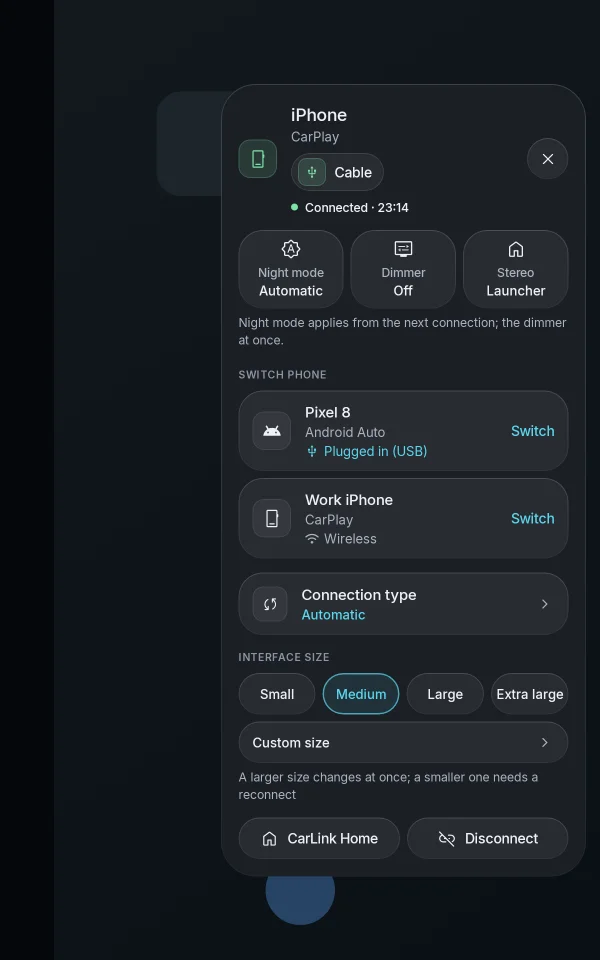 iPhone
CarPlay
Cable
Connected · 23:14
Night mode
Automatic
Dimmer
Off
Stereo
Launcher
Night mode applies from the next connection; the dimmer
at once.
SWITCH PHONE
Pixel 8
Android Auto
Plugged in (USB)
Switch
Work iPhone
CarPlay
Wireless
Switch
Connection type
Automatic
INTERFACE SIZE
Small
Medium
Large
Extra large
Custom size
A larger size changes at once; a smaller one needs a
reconnect
CarLink Home
Disconnect